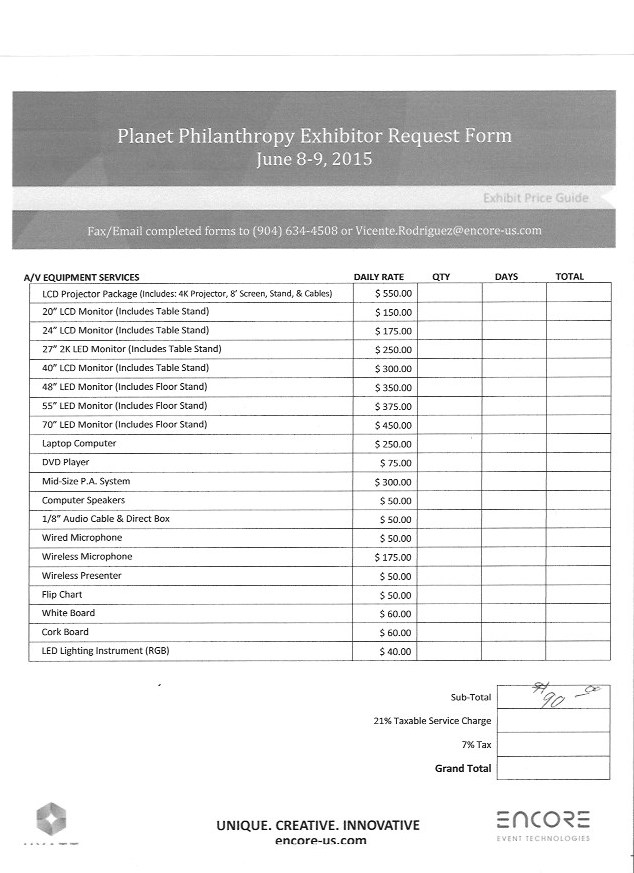 Planet Philanthropy Exhibitor Request Form
June 8-9, 2015
Exhibit Price Guide
Fax/Email completed forms to (904) 634-4508 or Vicente.Rodriguez@encore-us.com
A/V EQUIPMENT SERVICES DAILY RATE QTY DAYS TOTAL
LCD Projector Package (Includes: 4K Projector, 8' Screen, Stand, & Cables) $ 550.00
20" LCD Monitor (Includes Table Stand) $ 150.00
24" LCD Monitor (Includes Table Stand) $ 175.00
27" 2K LED Monitor (Includes Table Stand) $ 250.00
40" LCD Monitor (Includes Table Stand) $ 300.00
48" LED Monitor (Includes Floor Stand) $ 350.00
55" LED Monitor (Includes Floor Stand) $ 375.00
70" LED Monitor (Includes Floor Stand) $ 450.00
Laptop Computer $ 250.00
DVD Player $ 75.00
Mid-Size P.A. System $ 300.00
Computer Speakers $ 50.00
1/8" Audio Cable & Direct Box $ 50.00
Wired Microphone $ 50.00
Wireless Microphone $ 175.00
Wireless Presenter $ 50.00
Flip Chart $ 50.00
White Board $ 60.00
Cork Board $ 60.00
LED Lighting Instrument (RGB) $ 40.00
Sub-Total 90
21% Taxable Service Charge
7% Tax
Grand Total
UNIQUE. CREATIVE. INNOVATIVE
encore-us.com
ENCORE
EVENT TECHNOLOGIES